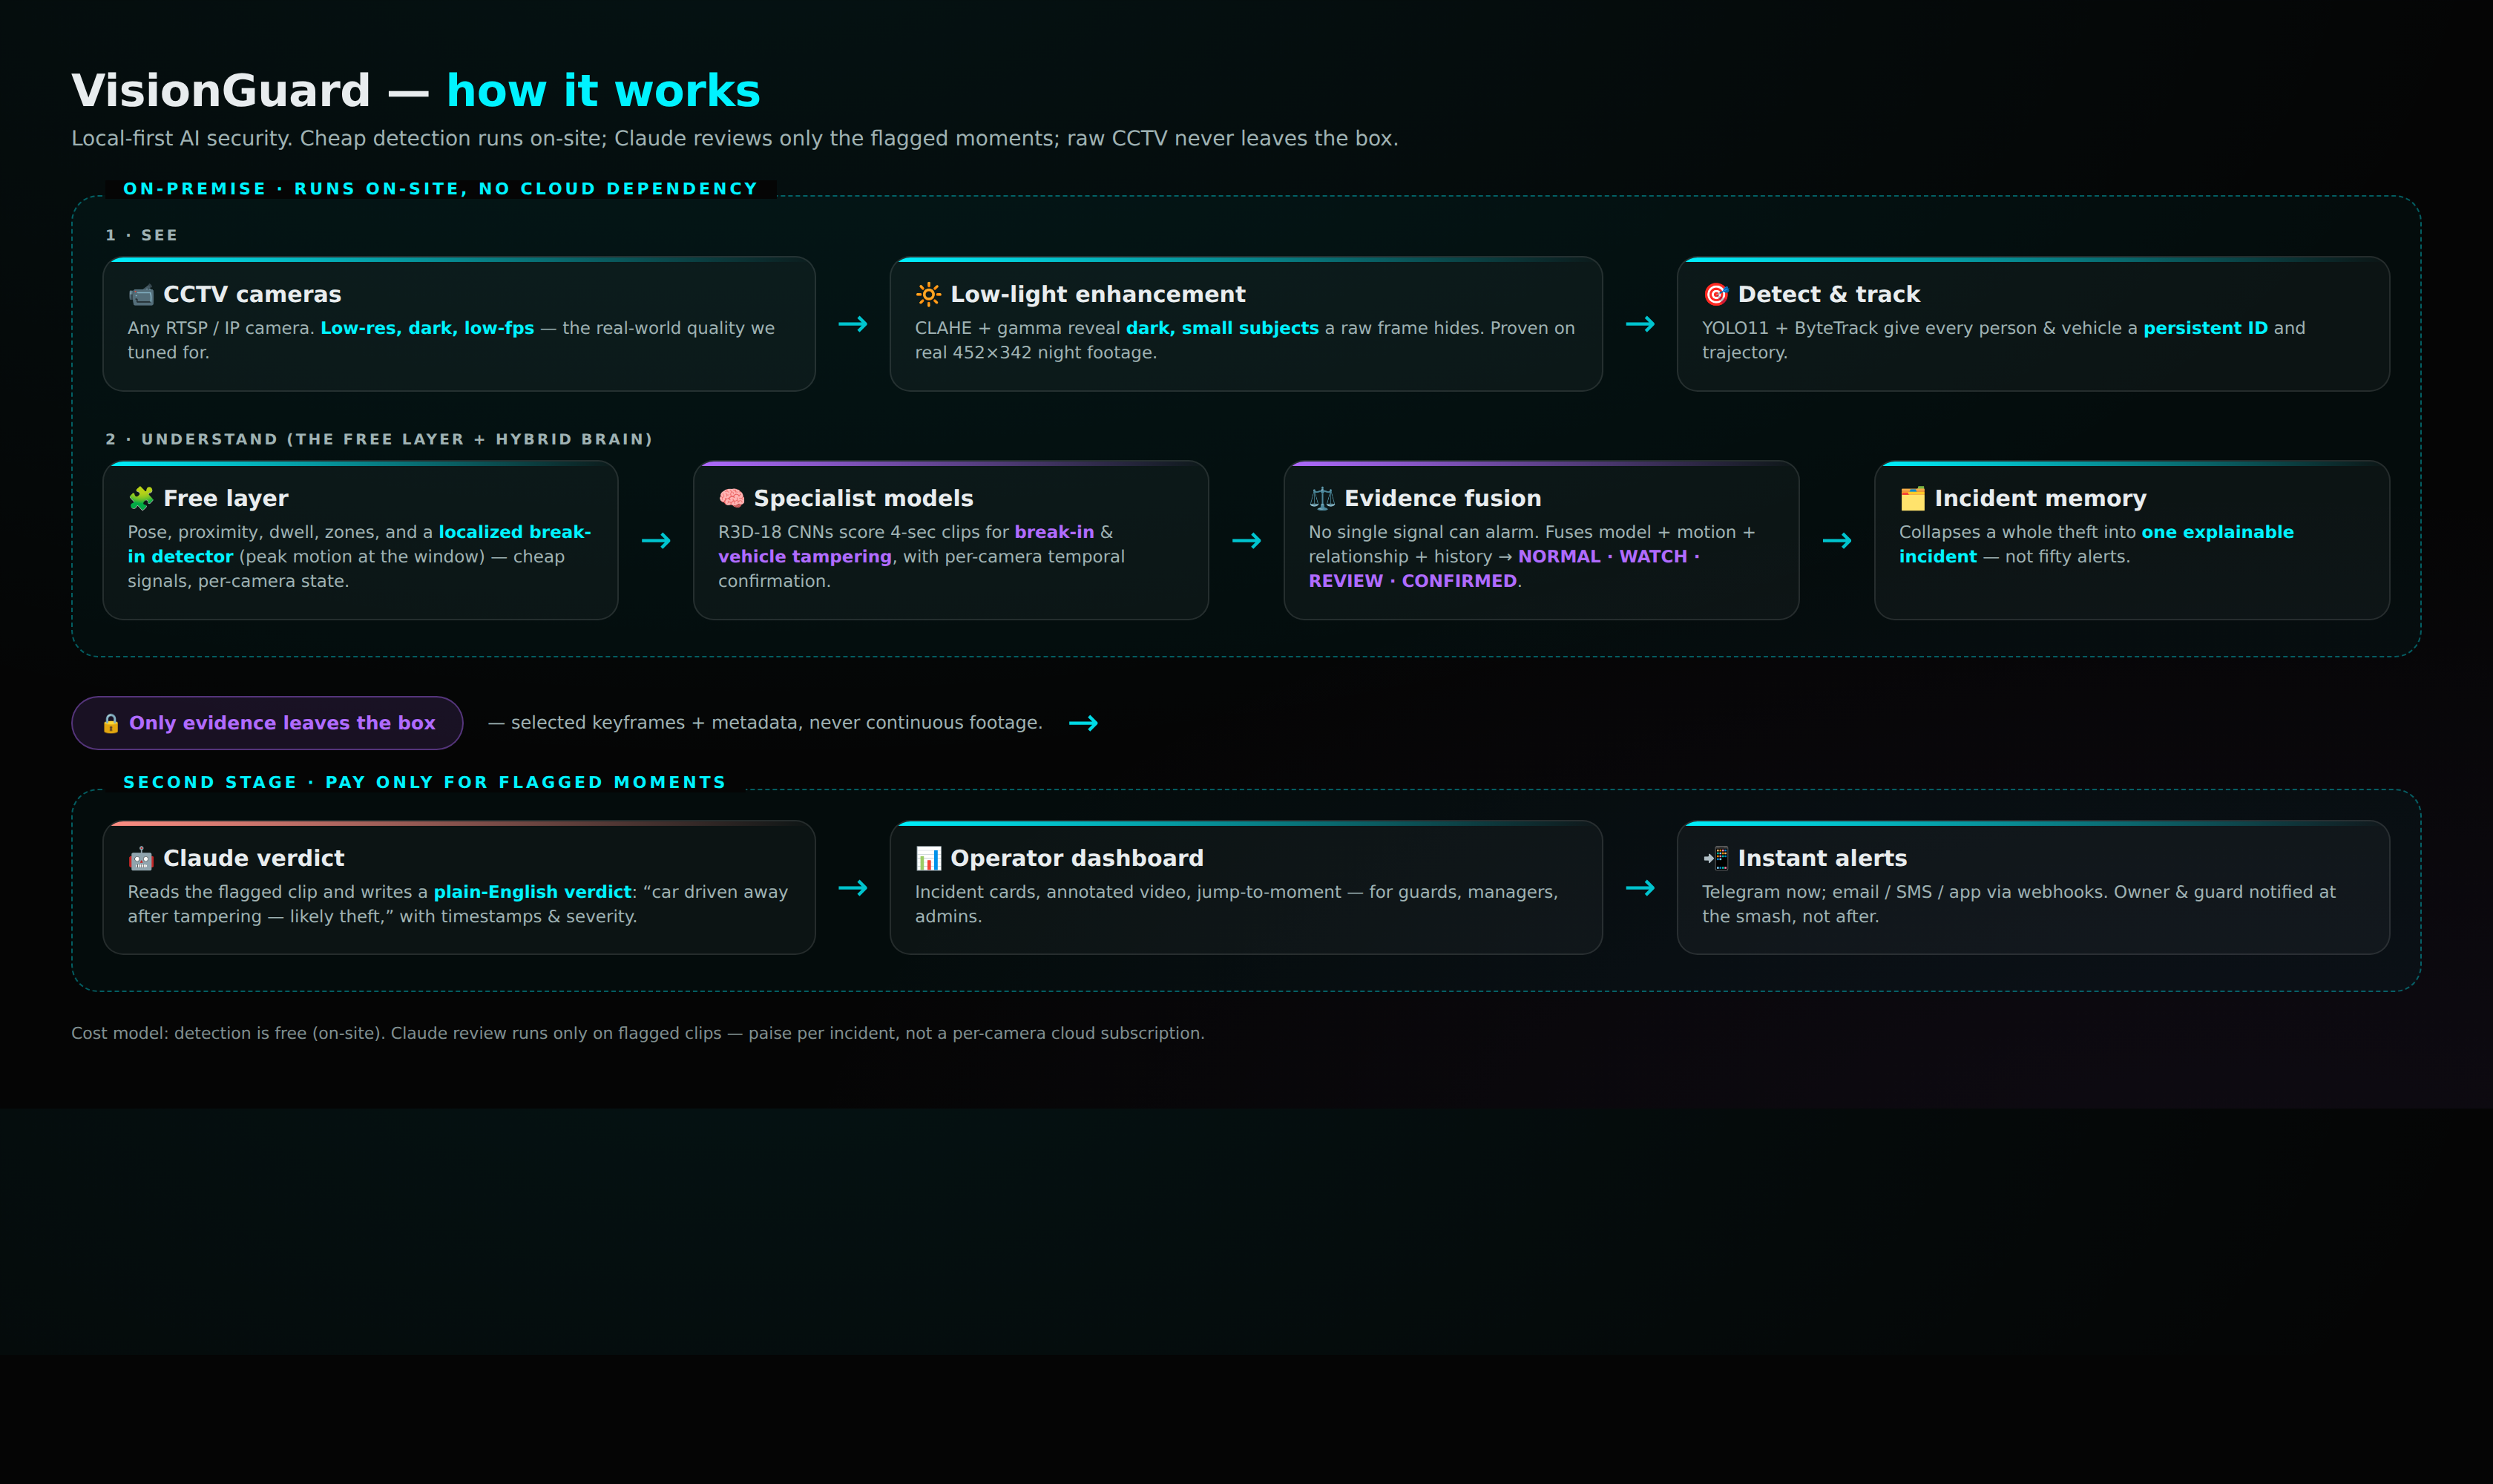 VisionGuard — how it works
Local-first AI security. Cheap detection runs on-site; Claude reviews only the flagged moments; raw CCTV never leaves the box.
ON-PREMISE · RUNS ON-SITE, NO CLOUD DEPENDENCY
1 · SEE
📹 CCTV cameras
Any RTSP / IP camera. Low-res, dark, low-fps — the real-world quality we
tuned for.
→
🔆 Low-light enhancement
CLAHE + gamma reveal dark, small subjects a raw frame hides. Proven on
real 452×342 night footage.
→
🎯 Detect & track
YOLO11 + ByteTrack give every person & vehicle a persistent ID and
trajectory.
2 · UNDERSTAND (THE FREE LAYER + HYBRID BRAIN)
🧩 Free layer
Pose, proximity, dwell, zones, and a localized break-
in detector (peak motion at the window) — cheap
signals, per-camera state.
→
🧠 Specialist models
R3D-18 CNNs score 4-sec clips for break-in &
vehicle tampering, with per-camera temporal
confirmation.
→
⚖️ Evidence fusion
No single signal can alarm. Fuses model + motion +
relationship + history → NORMAL · WATCH ·
REVIEW · CONFIRMED.
→
🗂️ Incident memory
Collapses a whole theft into one explainable
incident — not fifty alerts.
🔒 Only evidence leaves the box — selected keyframes + metadata, never continuous footage. →
SECOND STAGE · PAY ONLY FOR FLAGGED MOMENTS
🤖 Claude verdict
Reads the flagged clip and writes a plain-English verdict: “car driven away
after tampering — likely theft,” with timestamps & severity.
→
📊 Operator dashboard
Incident cards, annotated video, jump-to-moment — for guards, managers,
admins.
→
📲 Instant alerts
Telegram now; email / SMS / app via webhooks. Owner & guard notified at
the smash, not after.
Cost model: detection is free (on-site). Claude review runs only on flagged clips — paise per incident, not a per-camera cloud subscription.